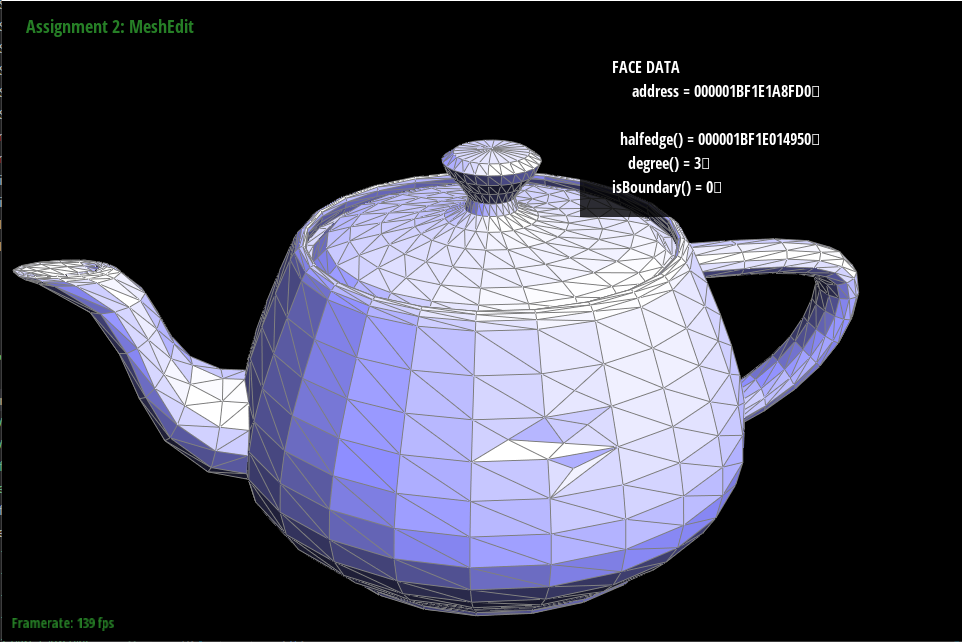 Assignment 2: MeshEdit
FACE DATA
address = 000001BF1E1A8FD0
halfedge() = 000001BF1E014950
degree() = 3
isBoundary() = 0
Framerate: 139 fps